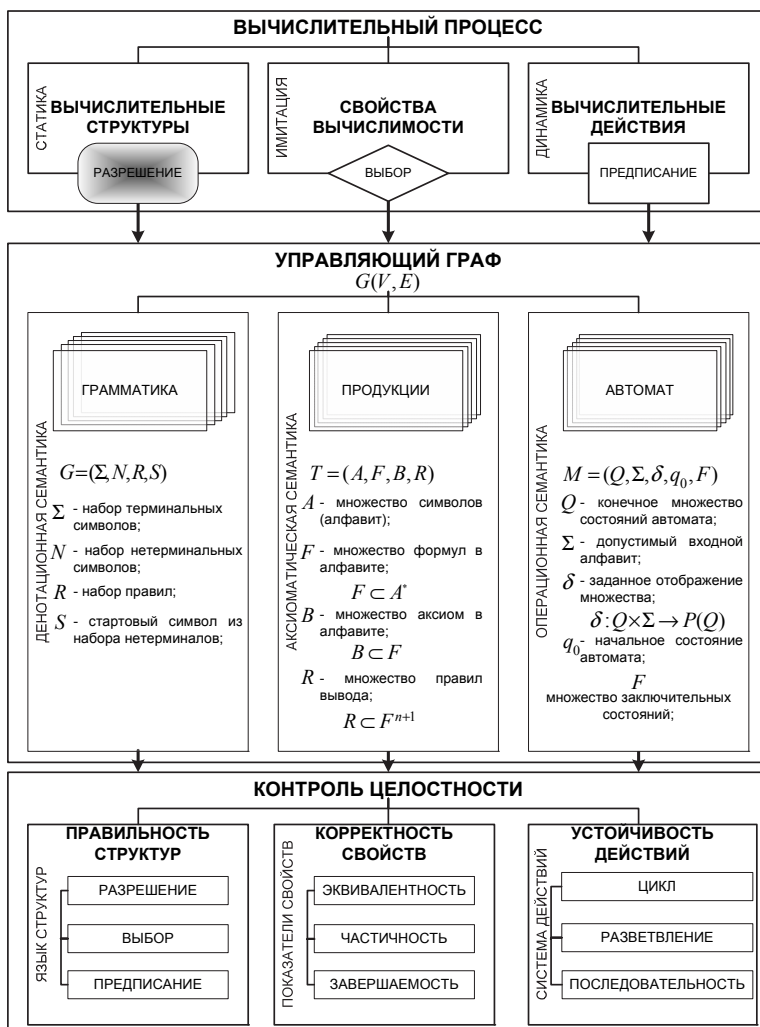 ВЫЧИСЛИТЕЛЬНЫЙ ПРОЦЕСС
СТАТИКА
ВЫЧИСЛИТЕЛЬНЫЕ
СТРУКТУРЫ
РАЗРЕШЕНИЕ
ИМИТАЦИЯ
СВОЙСТВА
ВЫЧИСЛИМОСТИ
ВЫБОР
ДИНАМИКА
ВЫЧИСЛИТЕЛЬНЫЕ
ДЕЙСТВИЯ
ПРЕДПИСАНИЕ
УПРАВЛЯЮЩИЙ ГРАФ
G(V,E)
ДЕНОТАЦИОННАЯ СЕМАНТИКА
ГРАММАТИКА
G=(Σ,N,R,S)
Σ - набор терминальных
символов;
N - набор нетерминальных
символов;
R - набор правил;
S - стартовый символ из
набора нетерминалов;
АКСИОМАТИЧЕСКАЯ СЕМАНТИКА
ПРОДУКЦИИ
T = (A, F, B, R)
A - множество символов
(алфавит);
F - множество формул в
алфавите;
F ⊂ A*
B - множество аксиом в
алфавите;
B ⊂ F
R - множество правил
вывода;
R ⊂ Fⁿ⁺¹
ОПЕРАЦИОННАЯ СЕМАНТИКА
АВТОМАТ
M = (Q, Σ, δ, q₀, F)
Q - конечное множество
состояний автомата;
Σ - допустимый входной
алфавит;
δ - заданное отображение
множества;
δ : Q×Σ → P(Q)
q₀ - начальное состояние
автомата;
F
множество заключительных
состояний;
КОНТРОЛЬ ЦЕЛОСТНОСТИ
ЯЗЫК СТРУКТУР
ПРАВИЛЬНОСТЬ
СТРУКТУР
РАЗРЕШЕНИЕ
ВЫБОР
ПРЕДПИСАНИЕ
ПОКАЗАТЕЛИ СВОЙСТВ
КОРРЕКТНОСТЬ
СВОЙСТВ
ЭКВИВАЛЕНТНОСТЬ
ЧАСТИЧНОСТЬ
ЗАВЕРШАЕМОСТЬ
СИСТЕМА ДЕЙСТВИЙ
УСТОЙЧИВОСТЬ
ДЕЙСТВИЙ
ЦИКЛ
РАЗВЕТВЛЕНИЕ
ПОСЛЕДОВАТЕЛЬНОСТЬ